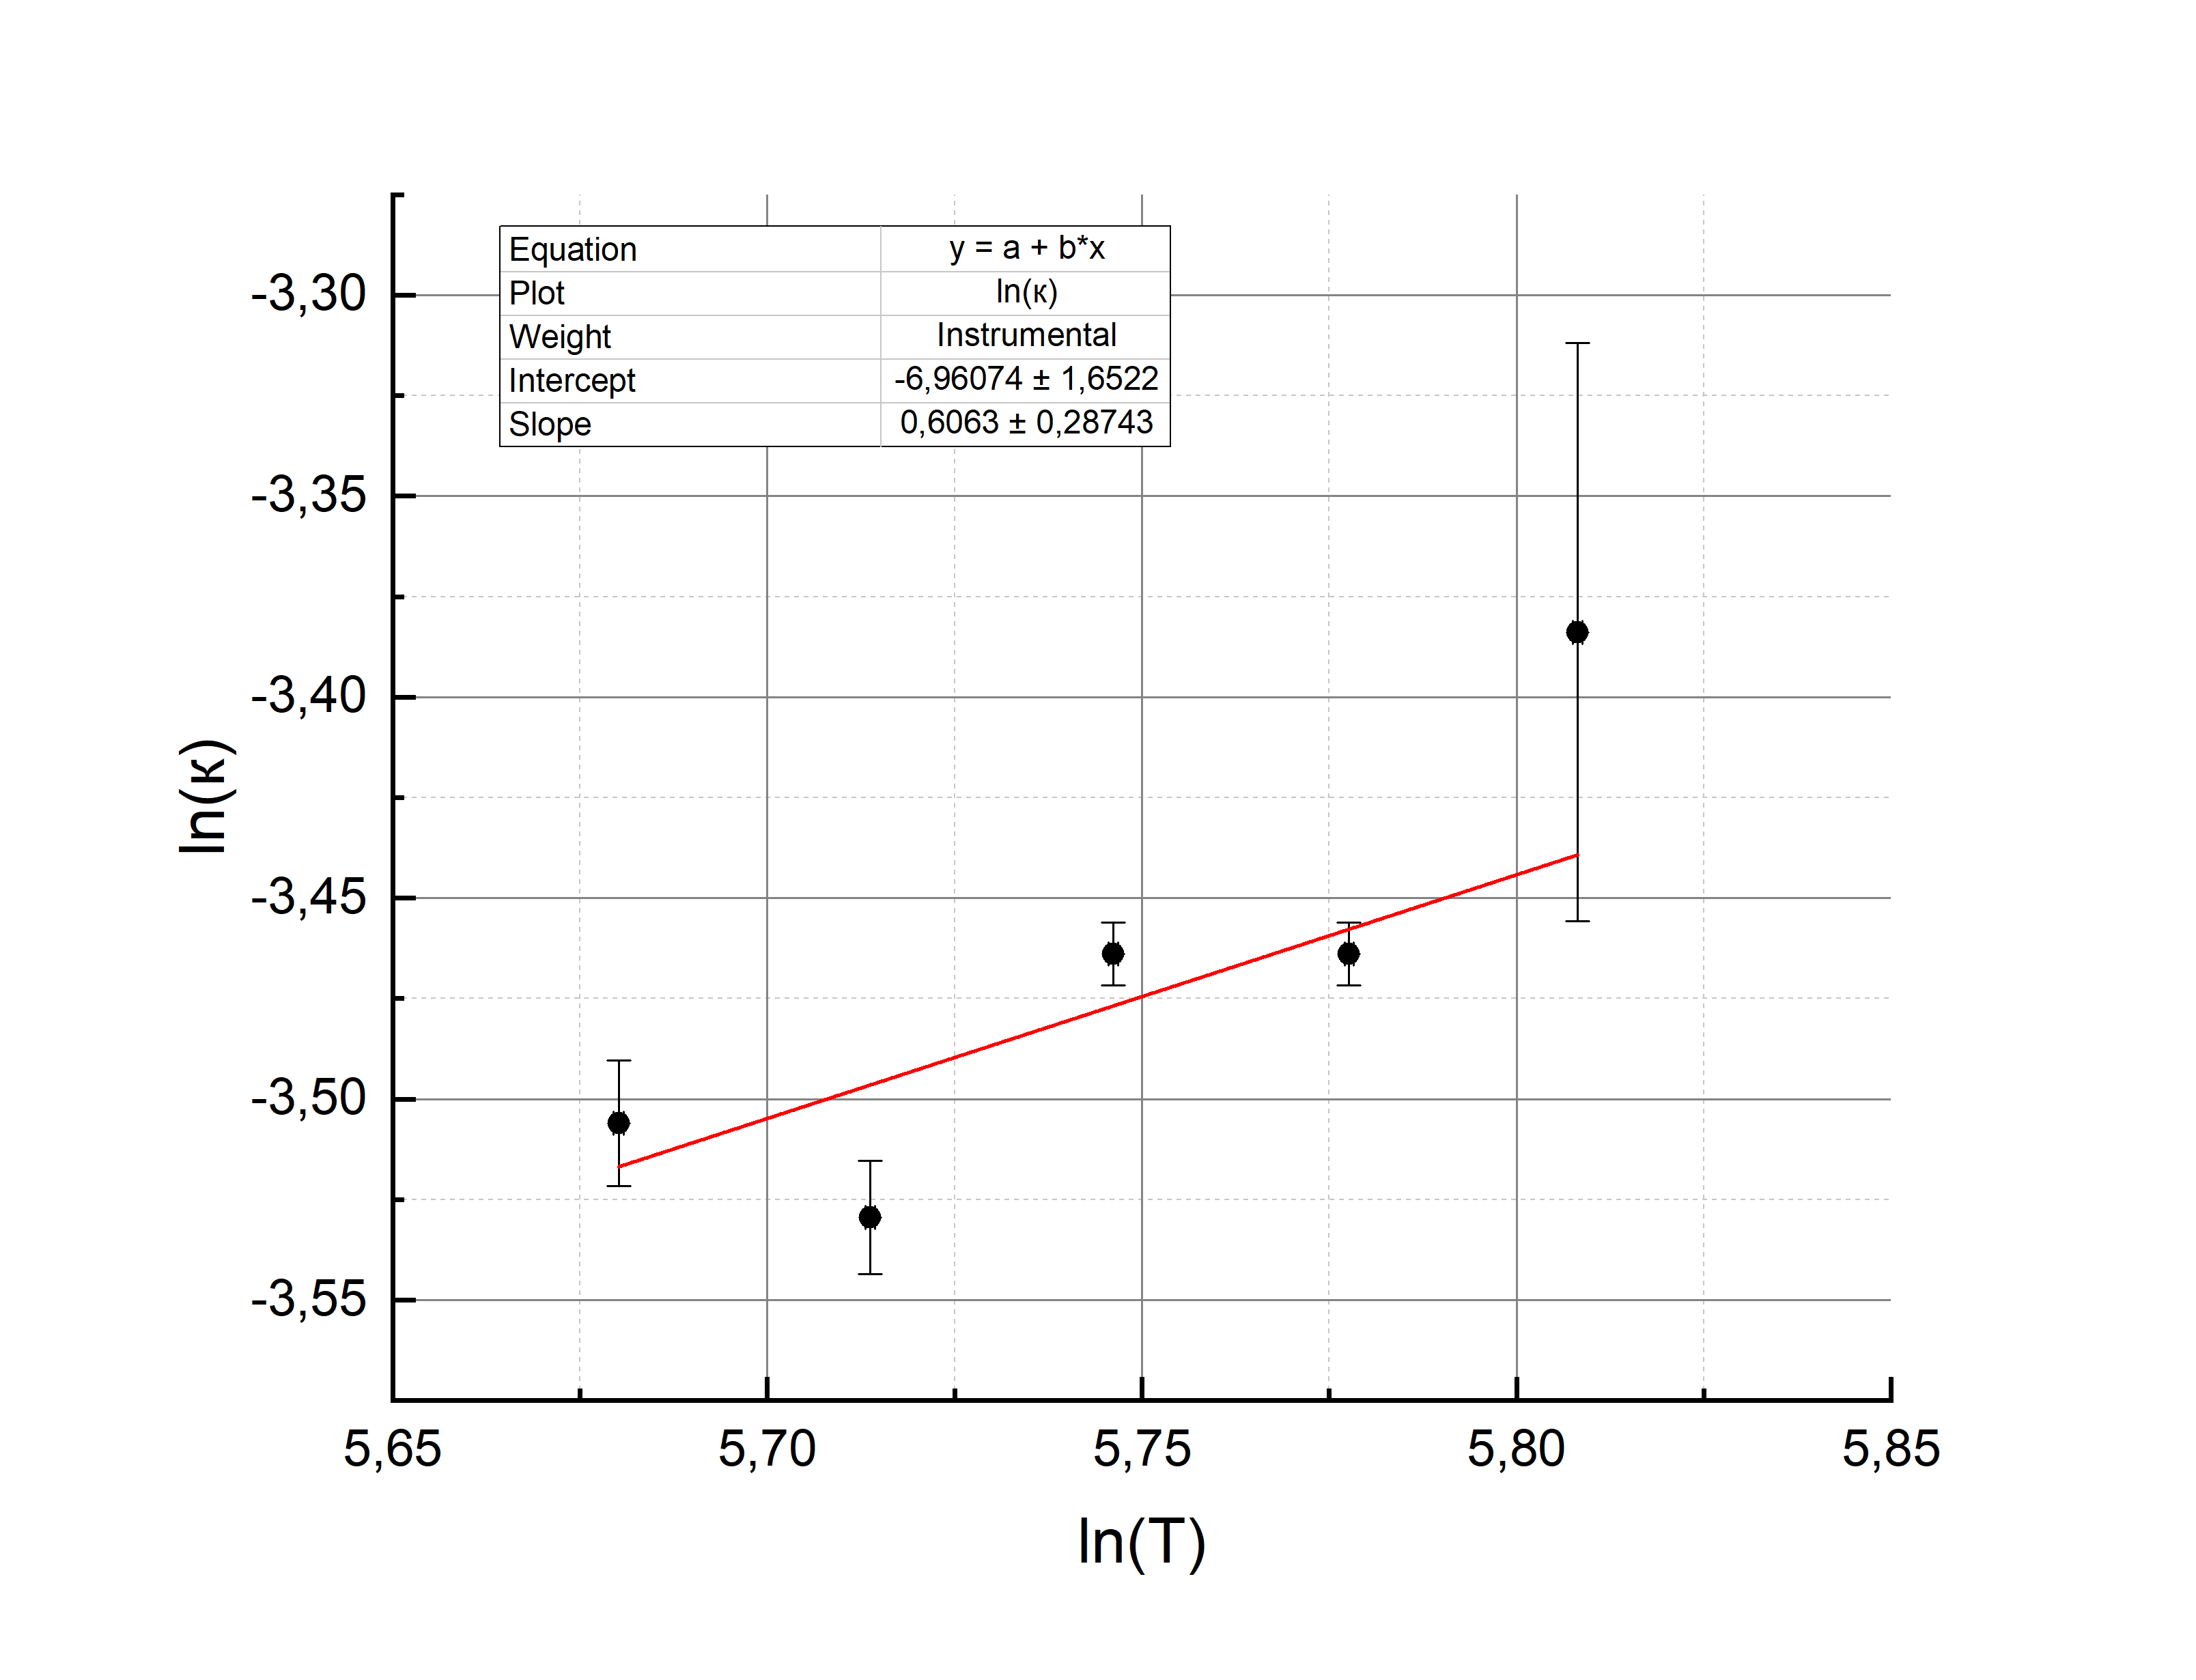 Equation y = a + b*x
Plot ln(κ)
Weight Instrumental
Intercept -6,96074 ± 1,6522
Slope 0,6063 ± 0,28743
-3,30
-3,35
-3,40
-3,45
-3,50
-3,55
ln(κ)
5,65 5,70 5,75 5,80 5,85
ln(T)